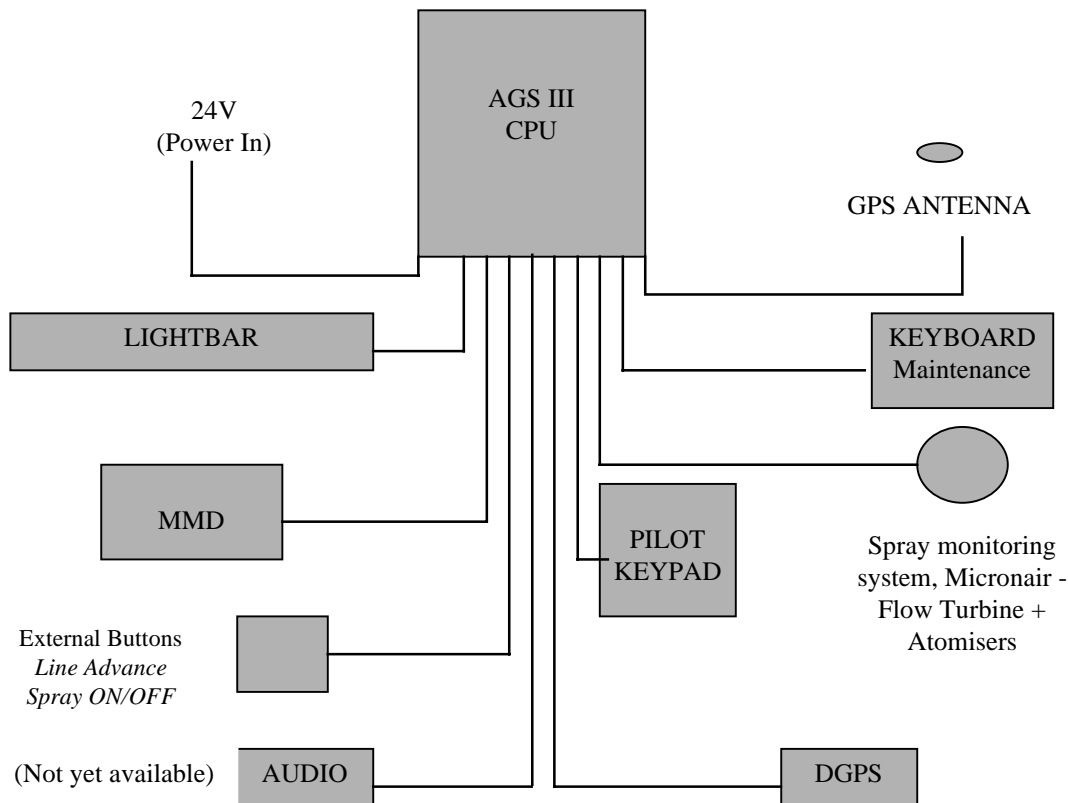 AGS III
CPU
24V
(Power In)
GPS ANTENNA
LIGHTBAR
KEYBOARD
Maintenance
MMD
PILOT
KEYPAD
Spray monitoring
system, Micronair -
Flow Turbine +
Atomisers
External Buttons
Line Advance
Spray ON/OFF
(Not yet available)
AUDIO
DGPS